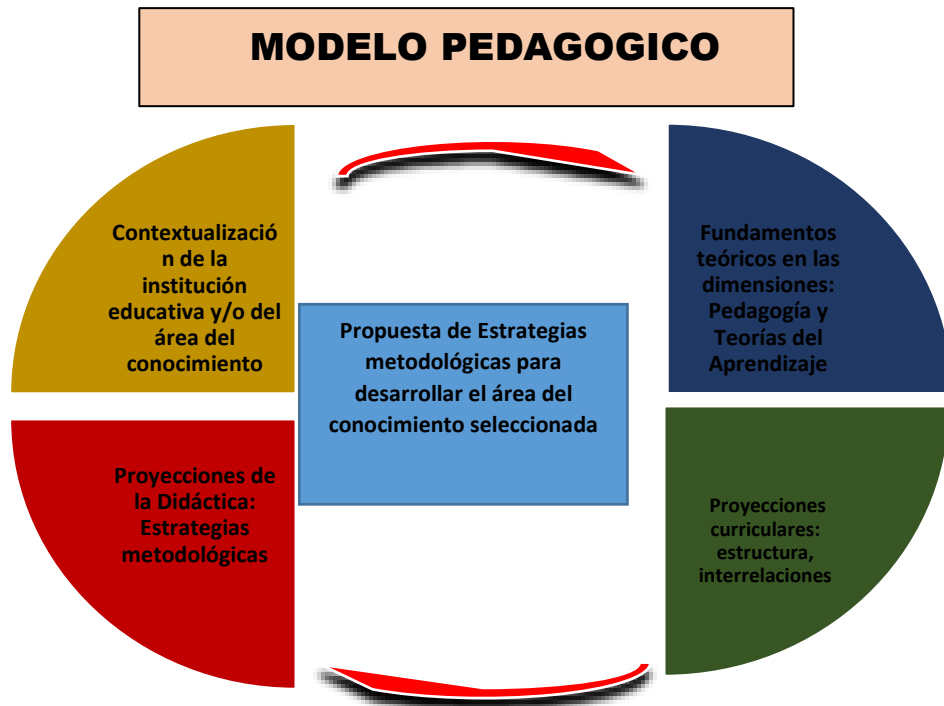 MODELO PEDAGOGICO
Contextualizació
n de la
institución
educativa y/o del
área del
conocimiento
Fundamentos
teóricos en las
dimensiones:
Pedagogía y
Teorías del
Aprendizaje
Propuesta de Estrategias
metodológicas para
desarrollar el área del
conocimiento seleccionada
Proyecciones de
la Didáctica:
Estrategias
metodológicas
Proyecciones
curriculares:
estructura,
interrelaciones